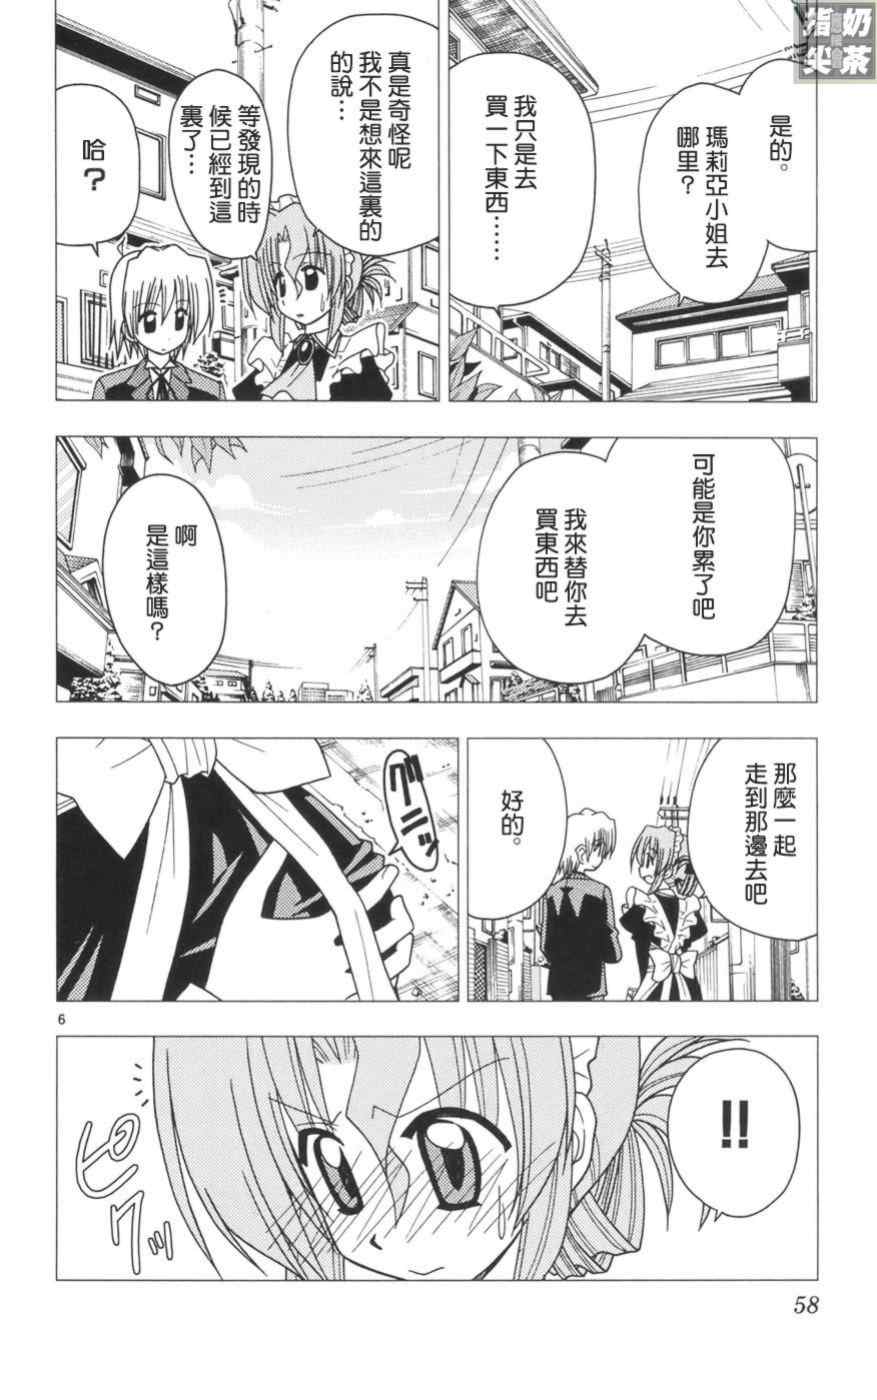 指奶
尖茶
是的。
瑪莉亞小姐去
哪里？
我只是去
買一下東西……
真是奇怪呢
我不是想來這裏的
的說…
等發現的時
候已經到這
裏了…
哈？
可能是你累了吧
我來替你去
買東西吧
啊
是這樣嗎？
那麼一起
走到那邊去吧
好的。
グニッ
6
!!
ピクッ
58